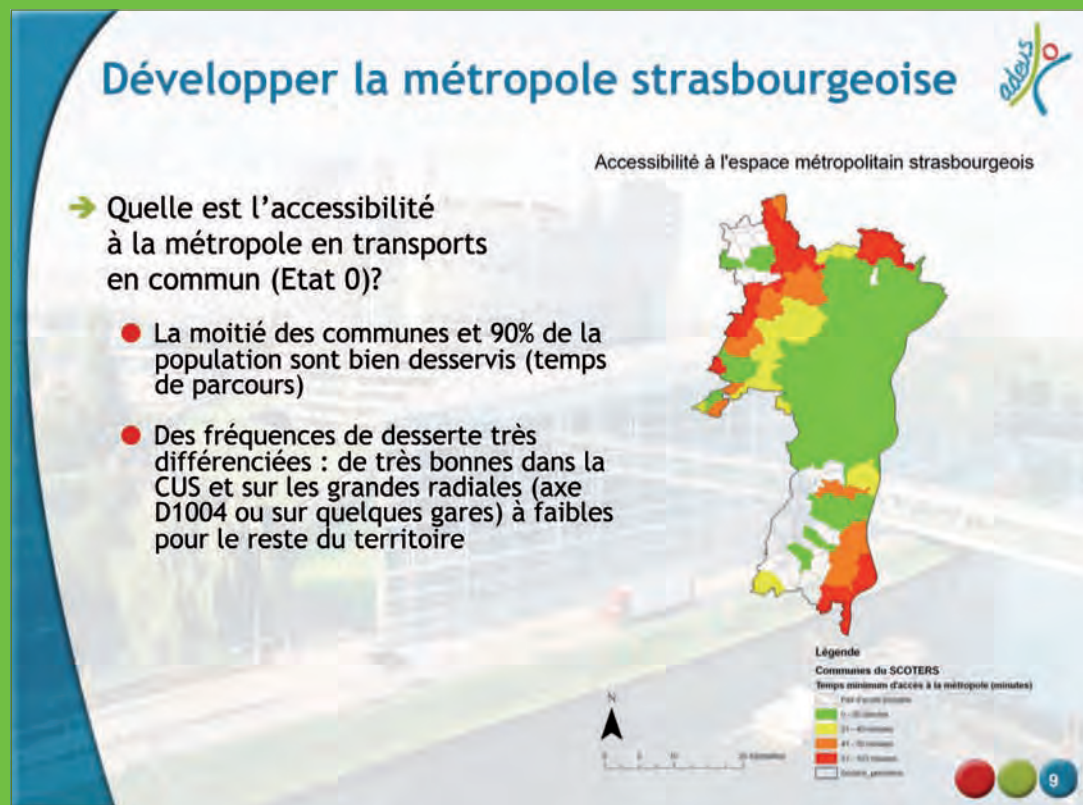 Développer la métropole strasbourgeoise
adeus
Accessibilité à l'espace métropolitain strasbourgeois
➔ Quelle est l'accessibilité
à la métropole en transports
en commun (Etat 0)?
● La moitié des communes et 90% de la
population sont bien desservis (temps
de parcours)
● Des fréquences de desserte très
différenciées : de très bonnes dans la
CUS et sur les grandes radiales (axe
D1004 ou sur quelques gares) à faibles
pour le reste du territoire
Légende
Communes du SCOTERS
Temps minimum d'accès à la métropole (minutes)
N
9